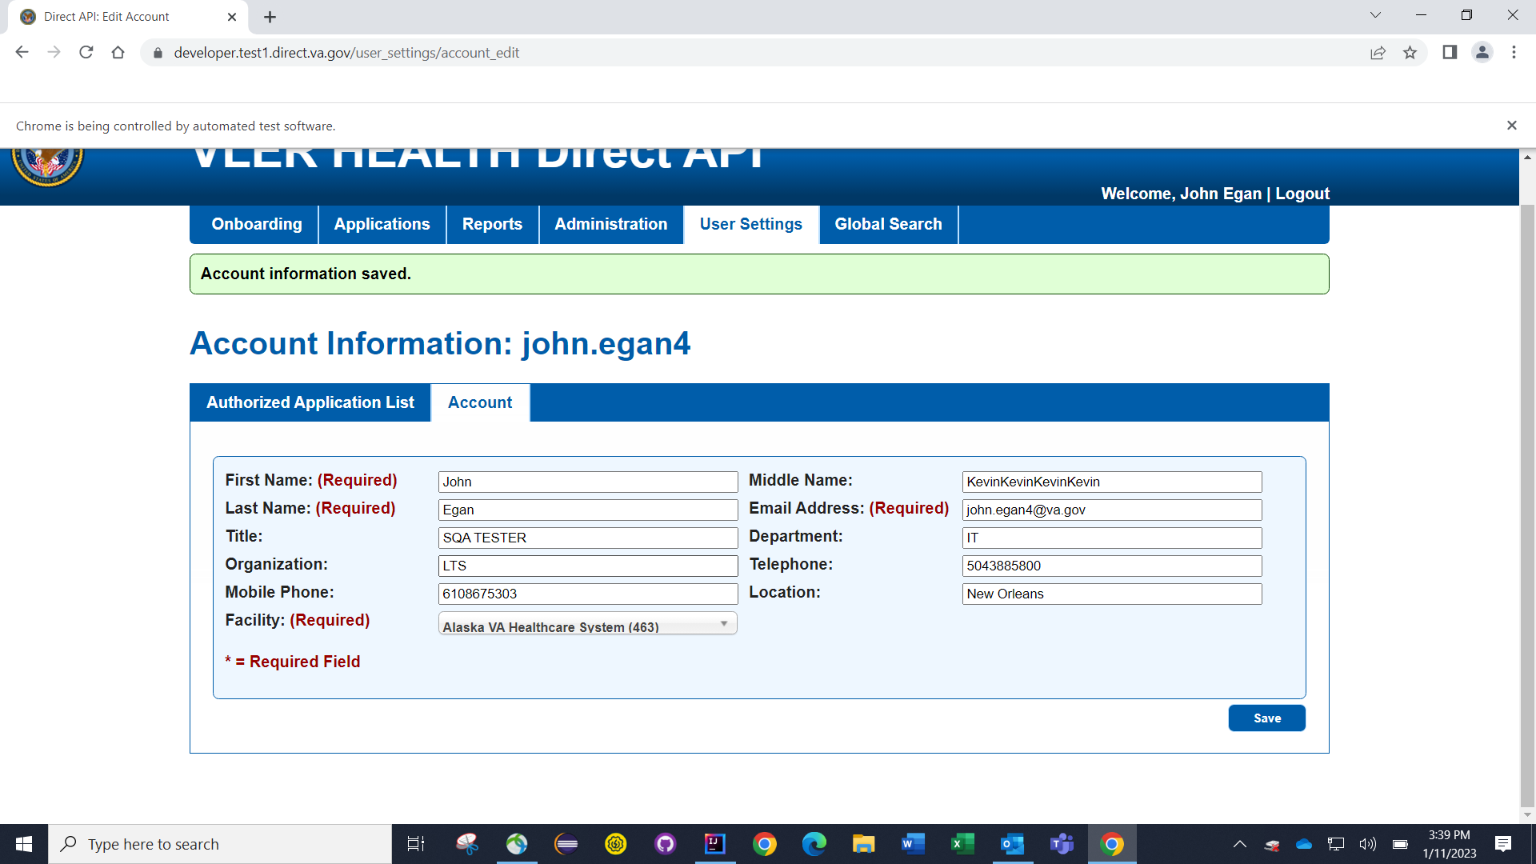 Direct API: Edit Account
developer.test1.direct.va.gov/user_settings/account_edit
Chrome is being controlled by automated test software.
VLER HEALTH Direct API
Welcome, John Egan | Logout
Onboarding Applications Reports Administration User Settings Global Search
Account information saved.
Account Information: john.egan4
Authorized Application List Account
First Name: (Required) John Middle Name: KevinKevinKevinKevin
Last Name: (Required) Egan Email Address: (Required) john.egan4@va.gov
Title: SQA TESTER Department: IT
Organization: LTS Telephone: 5043885800
Mobile Phone: 6108675303 Location: New Orleans
Facility: (Required) Alaska VA Healthcare System (463)
* = Required Field
Save
Type here to search
3:39 PM
1/11/2023